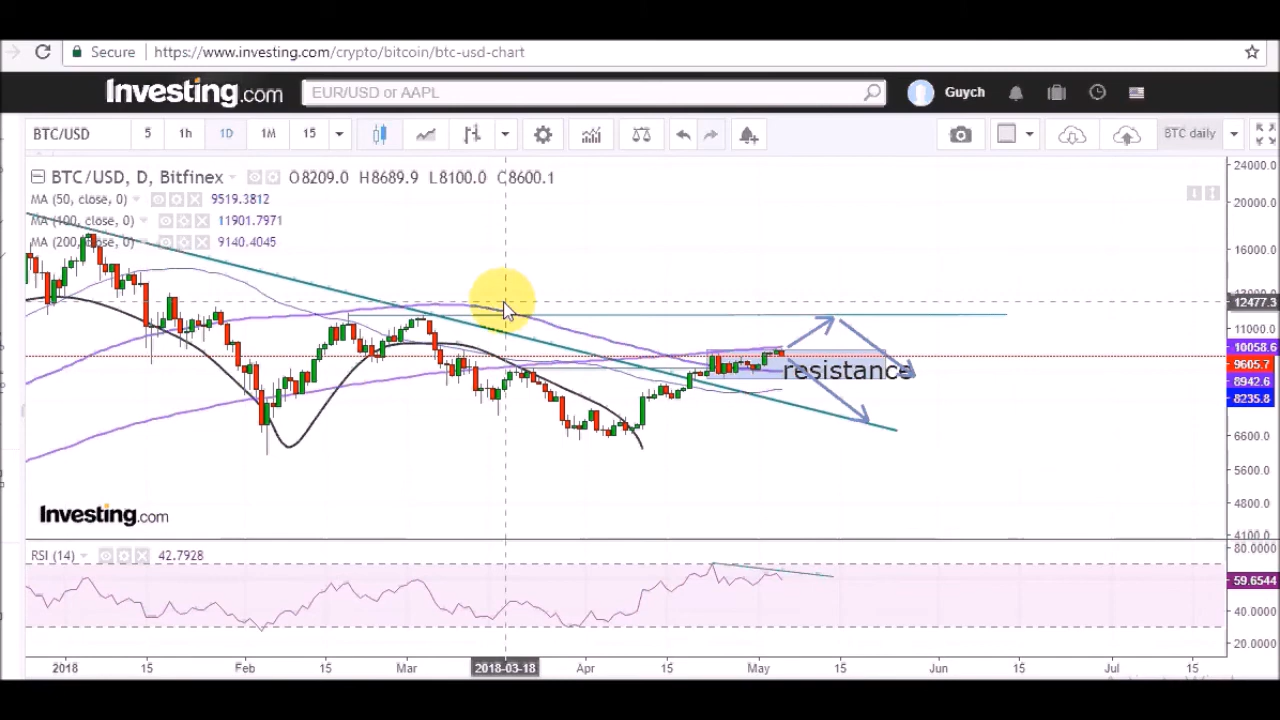 Secure https://www.investing.com/crypto/bitcoin/btc-usd-chart
Investing.com EUR/USD or AAPL Guych
BTC/USD 5 1h 1D 1M 15 BTC daily
BTC/USD, D, Bitfinex O8209.0 H8689.9 L8100.0 C8600.1
MA (50, close, 0) 9519.3812
MA (100, close, 0) 11901.7971
MA (200, close, 0) 9140.4045
24000.0
20000.0
16000.0
12477.3
11000.0
10058.6
9605.7
8942.6
8235.8
6600.0
5600.0
4800.0
4100.0
resistance
Investing.com
RSI (14) 42.7928
80.0000
59.6544
40.0000
20.0000
2018 15 Feb 15 Mar 2018-03-18 Apr 15 May 15 Jun 15 Jul 15